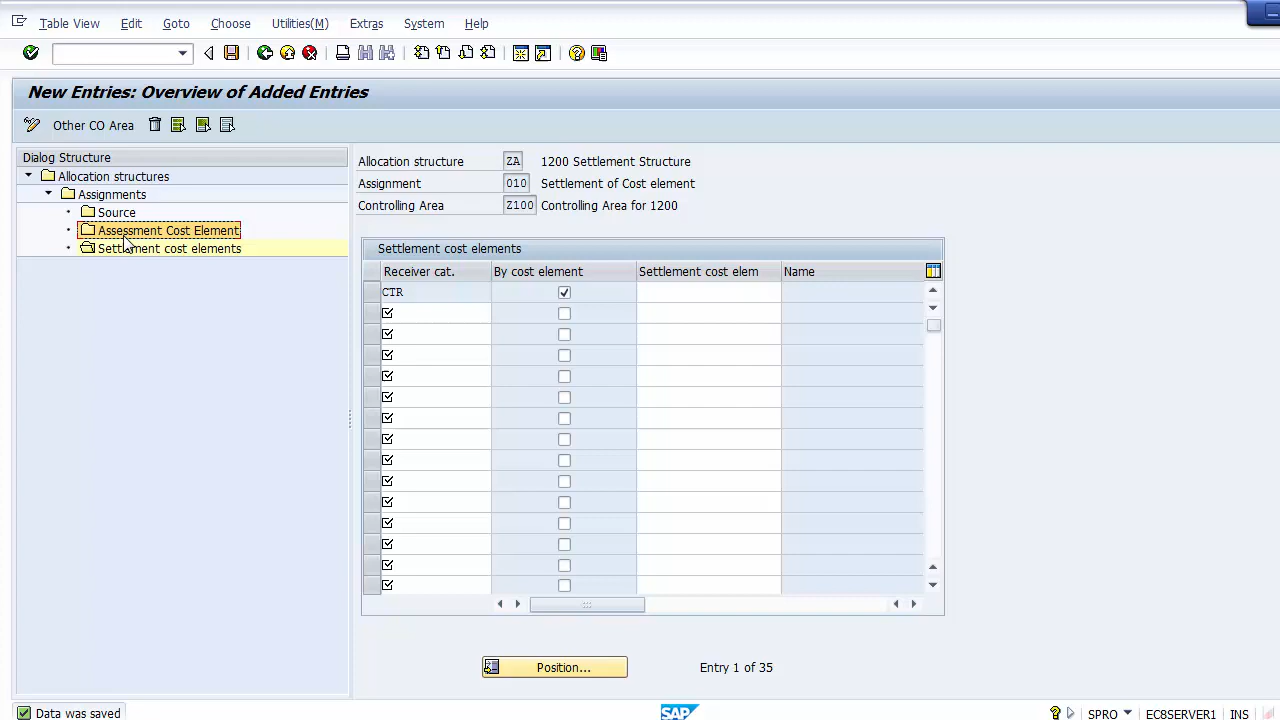 Table View Edit Goto Choose Utilities(M) Extras System Help
New Entries: Overview of Added Entries
Other CO Area
Dialog Structure
Allocation structures
Assignments
Source
Assessment Cost Element
Settlement cost elements
Allocation structure ZA 1200 Settlement Structure
Assignment 010 Settlement of Cost element
Controlling Area Z100 Controlling Area for 1200
Settlement cost elements
Receiver cat. By cost element Settlement cost elem Name
CTR
Position... Entry 1 of 35
Data was saved SAP SPRO EC8SERVER1 INS